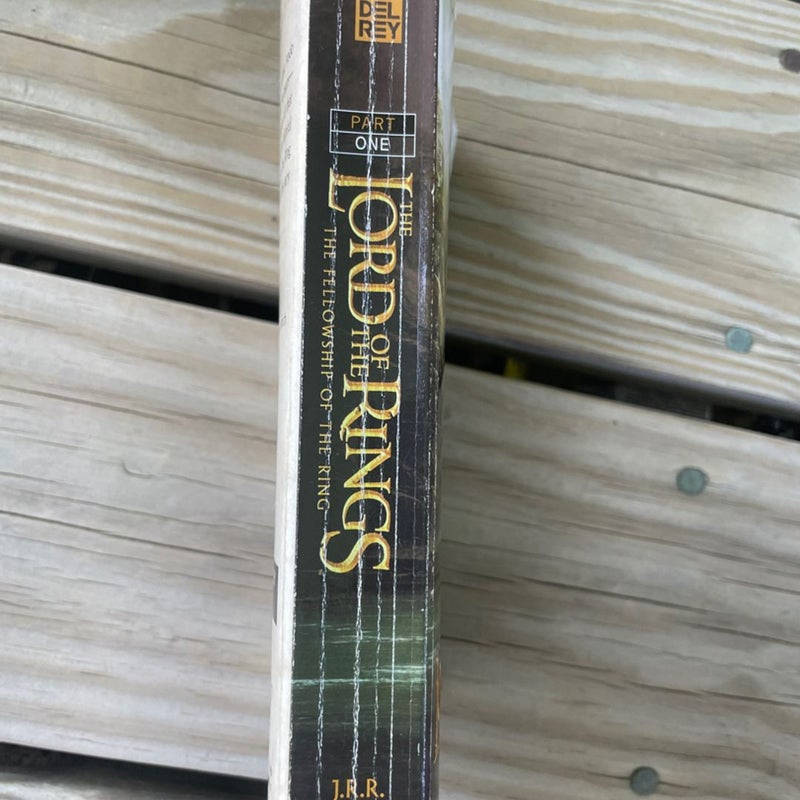 DEL
REY
PART
ONE
THE
LORD
OF
THE
RINGS
THE FELLOWSHIP OF THE RING
J.R.R.